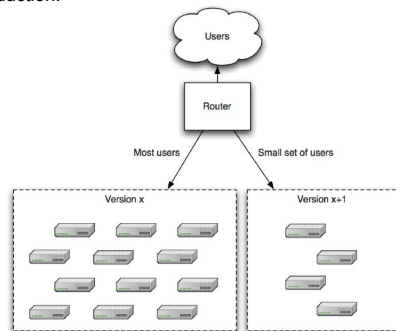 Users
Router
Most users
Small set of users
Version x
Version x+1